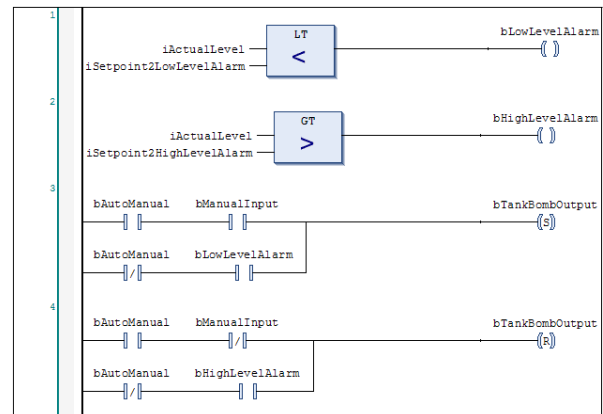 1
LT
bLowLevelAlarm
iActualLevel
<
iSetpoint2LowLevelAlarm
2
GT
bHighLevelAlarm
iActualLevel
>
iSetpoint2HighLevelAlarm
3
bAutoManual bManualInput bTankBombOutput
S
bAutoManual bLowLevelAlarm
/
4
bAutoManual bManualInput bTankBombOutput
/ R
bAutoManual bHighLevelAlarm
/